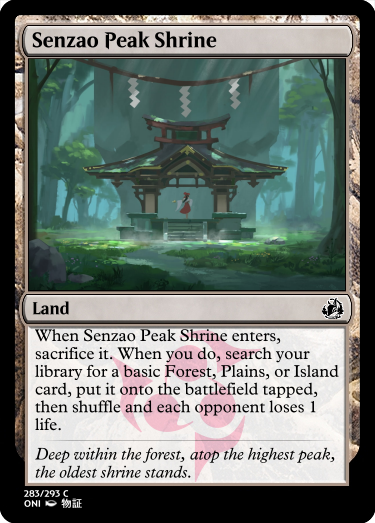 Senzao Peak Shrine
Land
When Senzao Peak Shrine enters,
sacrifice it. When you do, search your
library for a basic Forest, Plains, or Island
card, put it onto the battlefield tapped,
then shuffle and each opponent loses 1
life.
Deep within the forest, atop the highest peak,
the oldest shrine stands.
283/293 C
ONI 物証